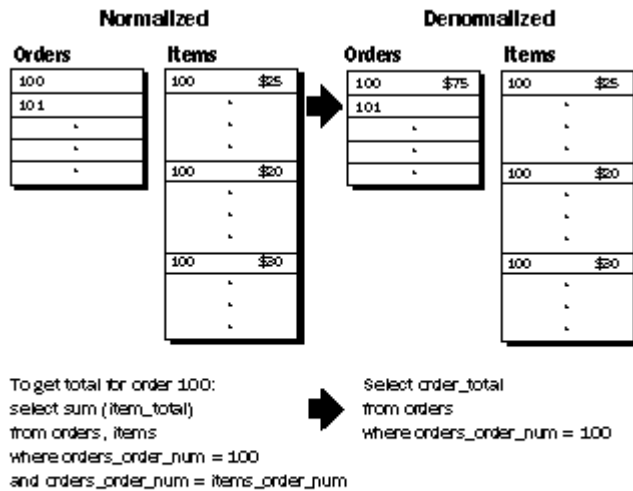 Normalized
Denormalized
Orders
Items
Orders
Items
100
101
100 $25
100 $20
100 $30
100 $75
101
100 $25
100 $20
100 $30
To get total for order 100:
select sum (item_total)
from orders, items
where orders_order_num = 100
and orders_order_num = items_order_num
Select order_total
from orders
where orders_order_num = 100